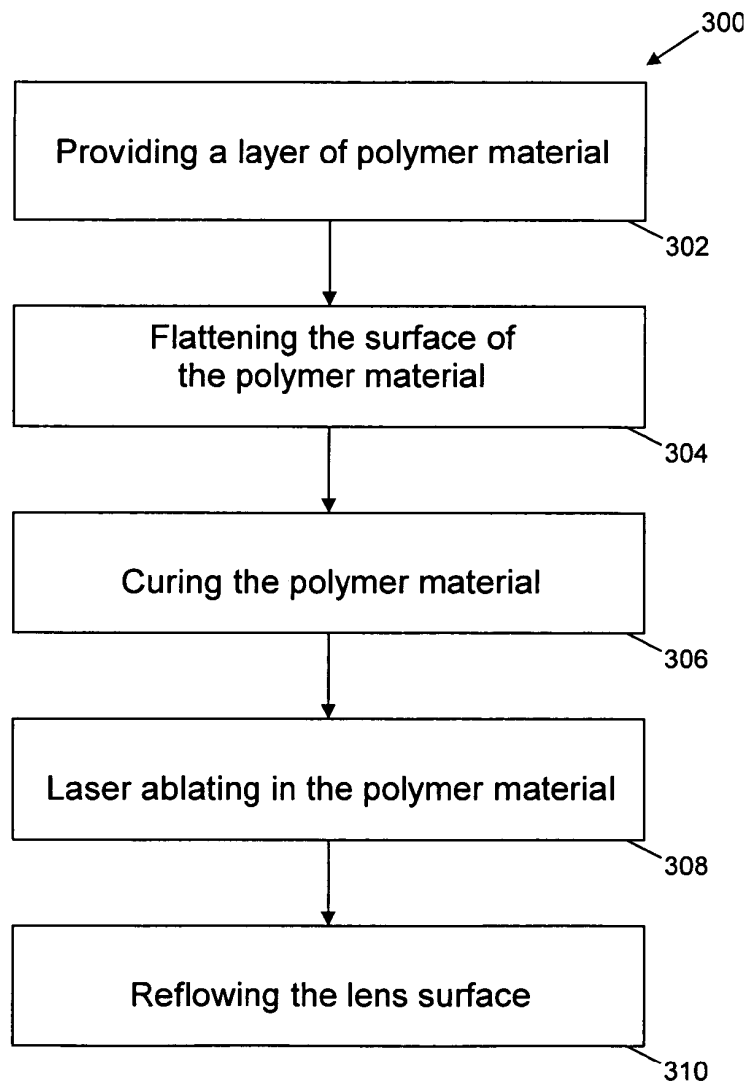 300
Providing a layer of polymer material
302
Flattening the surface of
the polymer material
304
Curing the polymer material
306
Laser ablating in the polymer material
308
Reflowing the lens surface
310